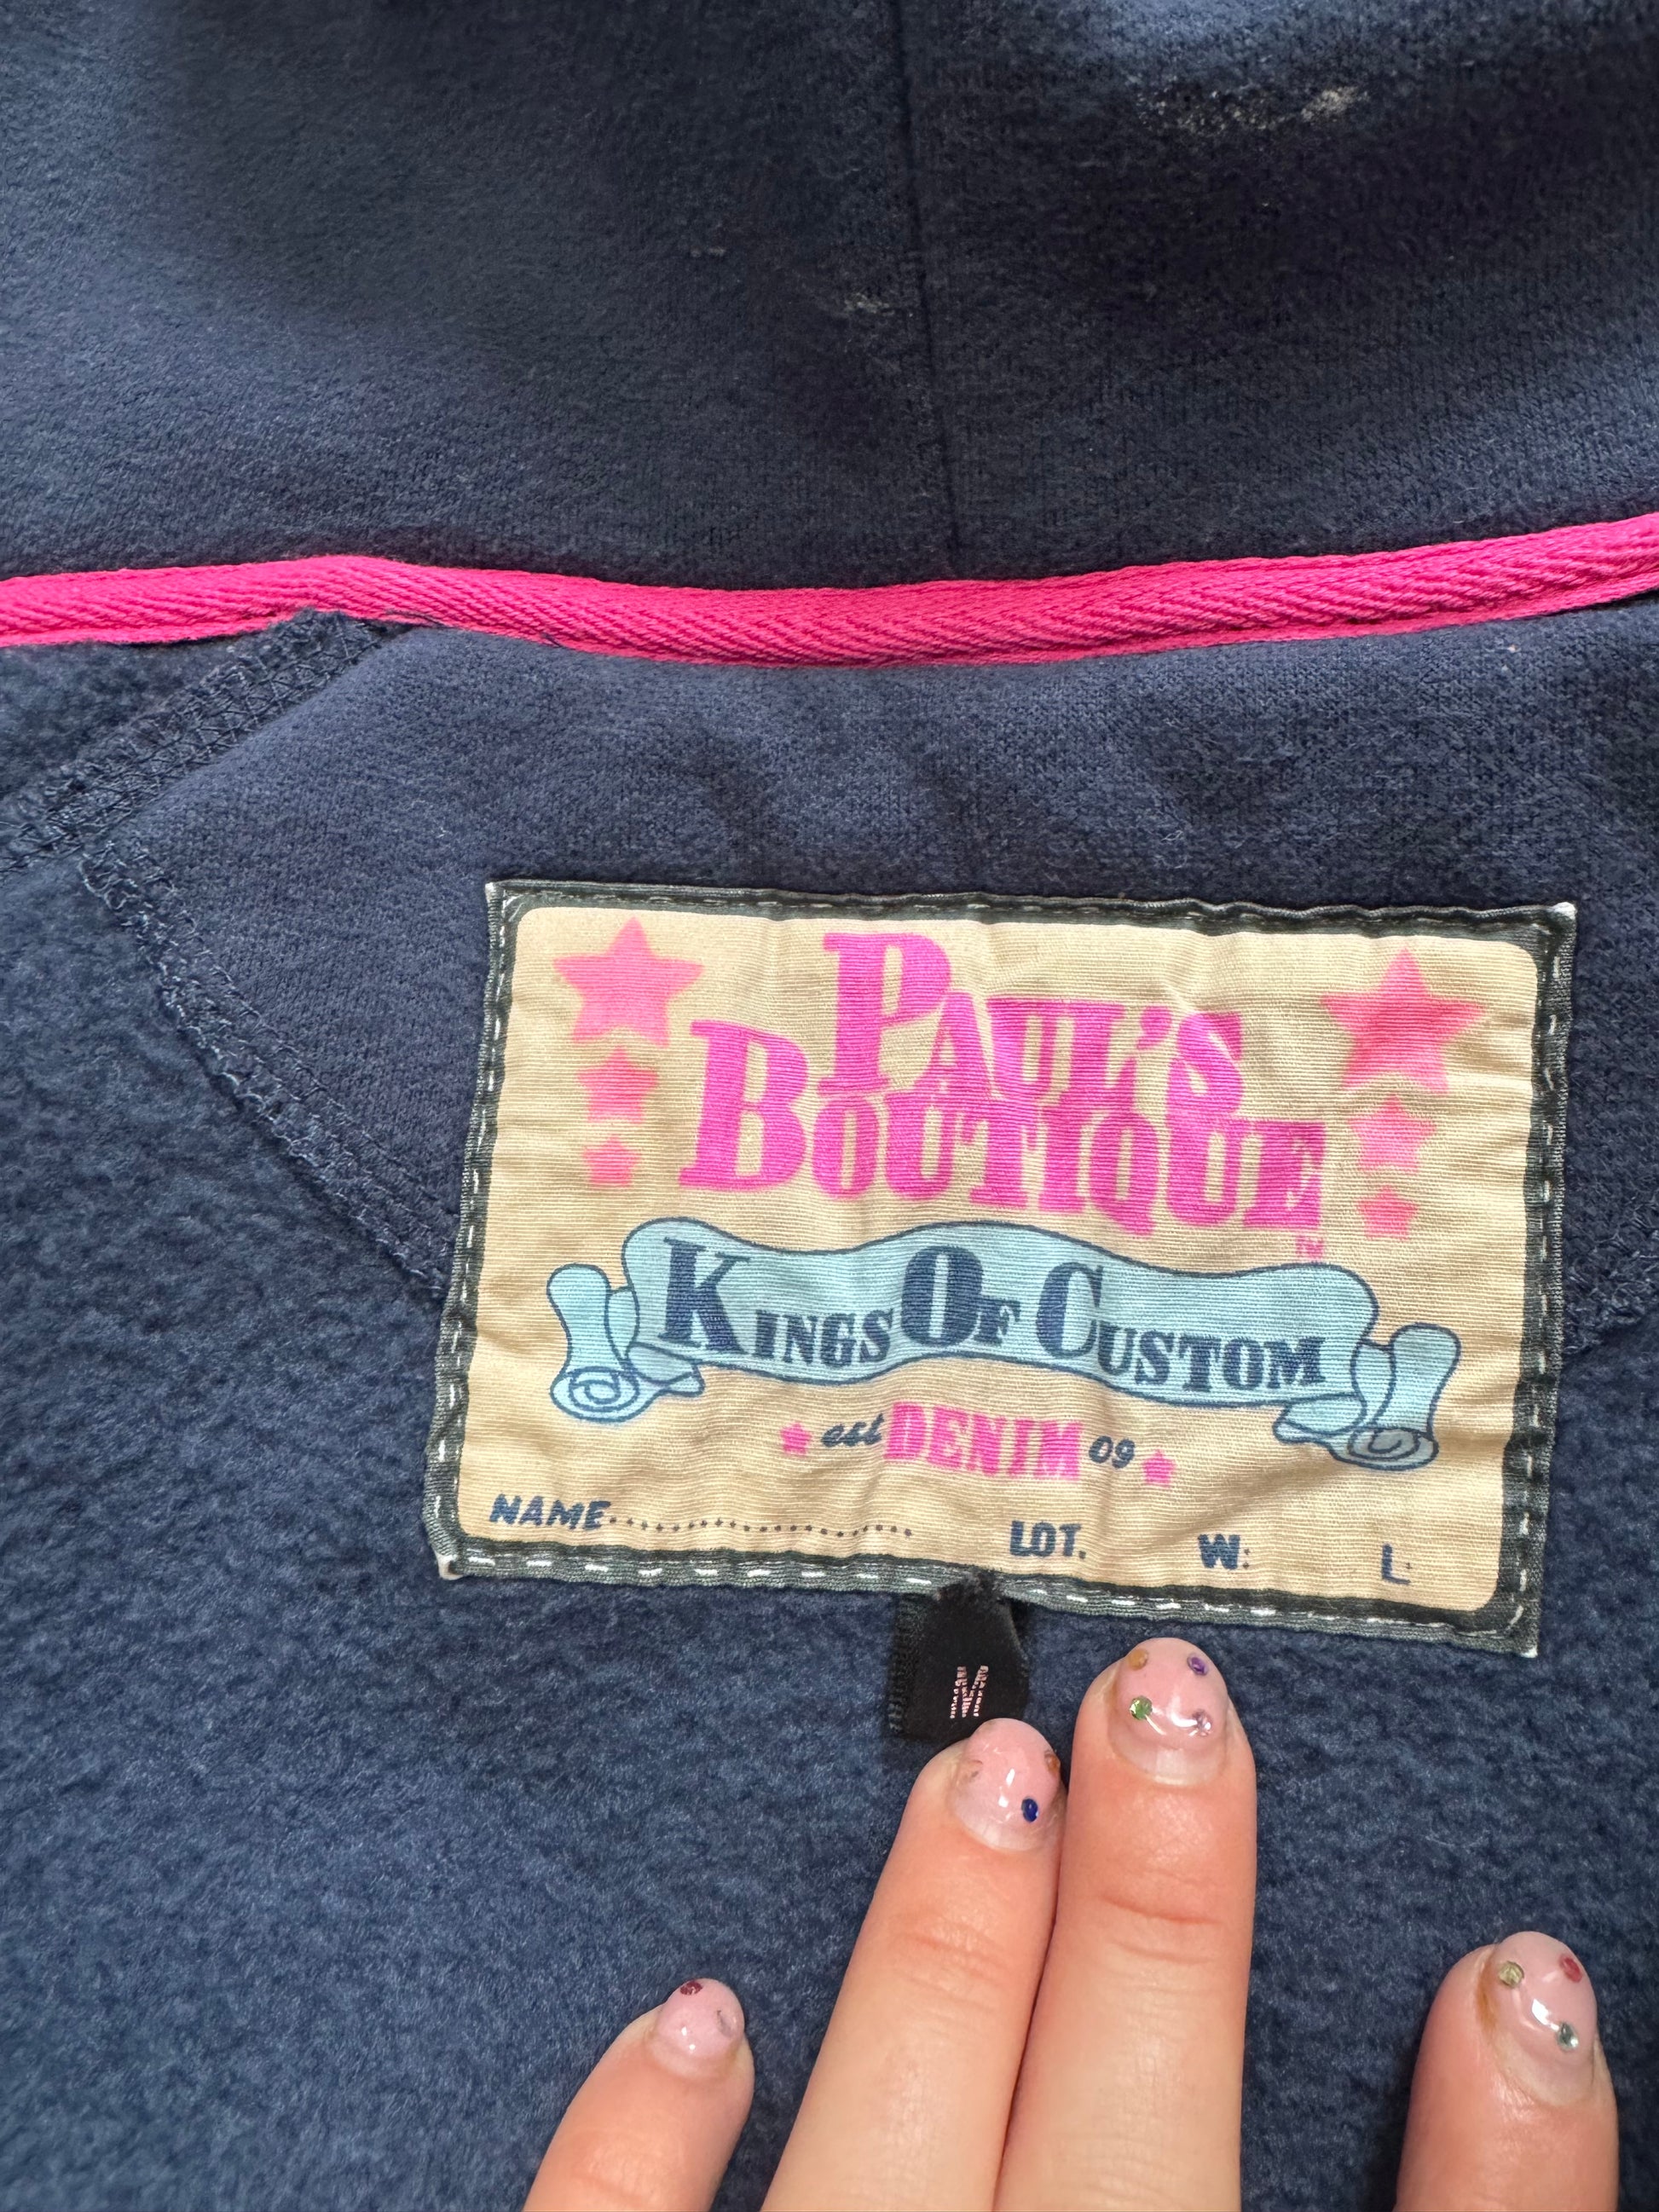 PAUL'S
BOUTIQUE
TM
KINGS OF CUSTOM
est DENIM 09
NAME................................ LOT. W: L: